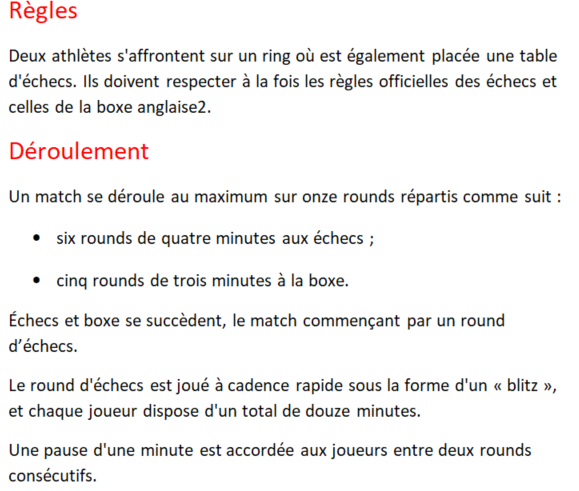 Règles
Deux athlètes s'affrontent sur un ring où est également placée une table
d'échecs. Ils doivent respecter à la fois les règles officielles des échecs et
celles de la boxe anglaise2.
Déroulement
Un match se déroule au maximum sur onze rounds répartis comme suit :
• six rounds de quatre minutes aux échecs ;
• cinq rounds de trois minutes à la boxe.
Échecs et boxe se succèdent, le match commençant par un round
d’échecs.
Le round d'échecs est joué à cadence rapide sous la forme d'un « blitz »,
et chaque joueur dispose d'un total de douze minutes.
Une pause d'une minute est accordée aux joueurs entre deux rounds
consécutifs.